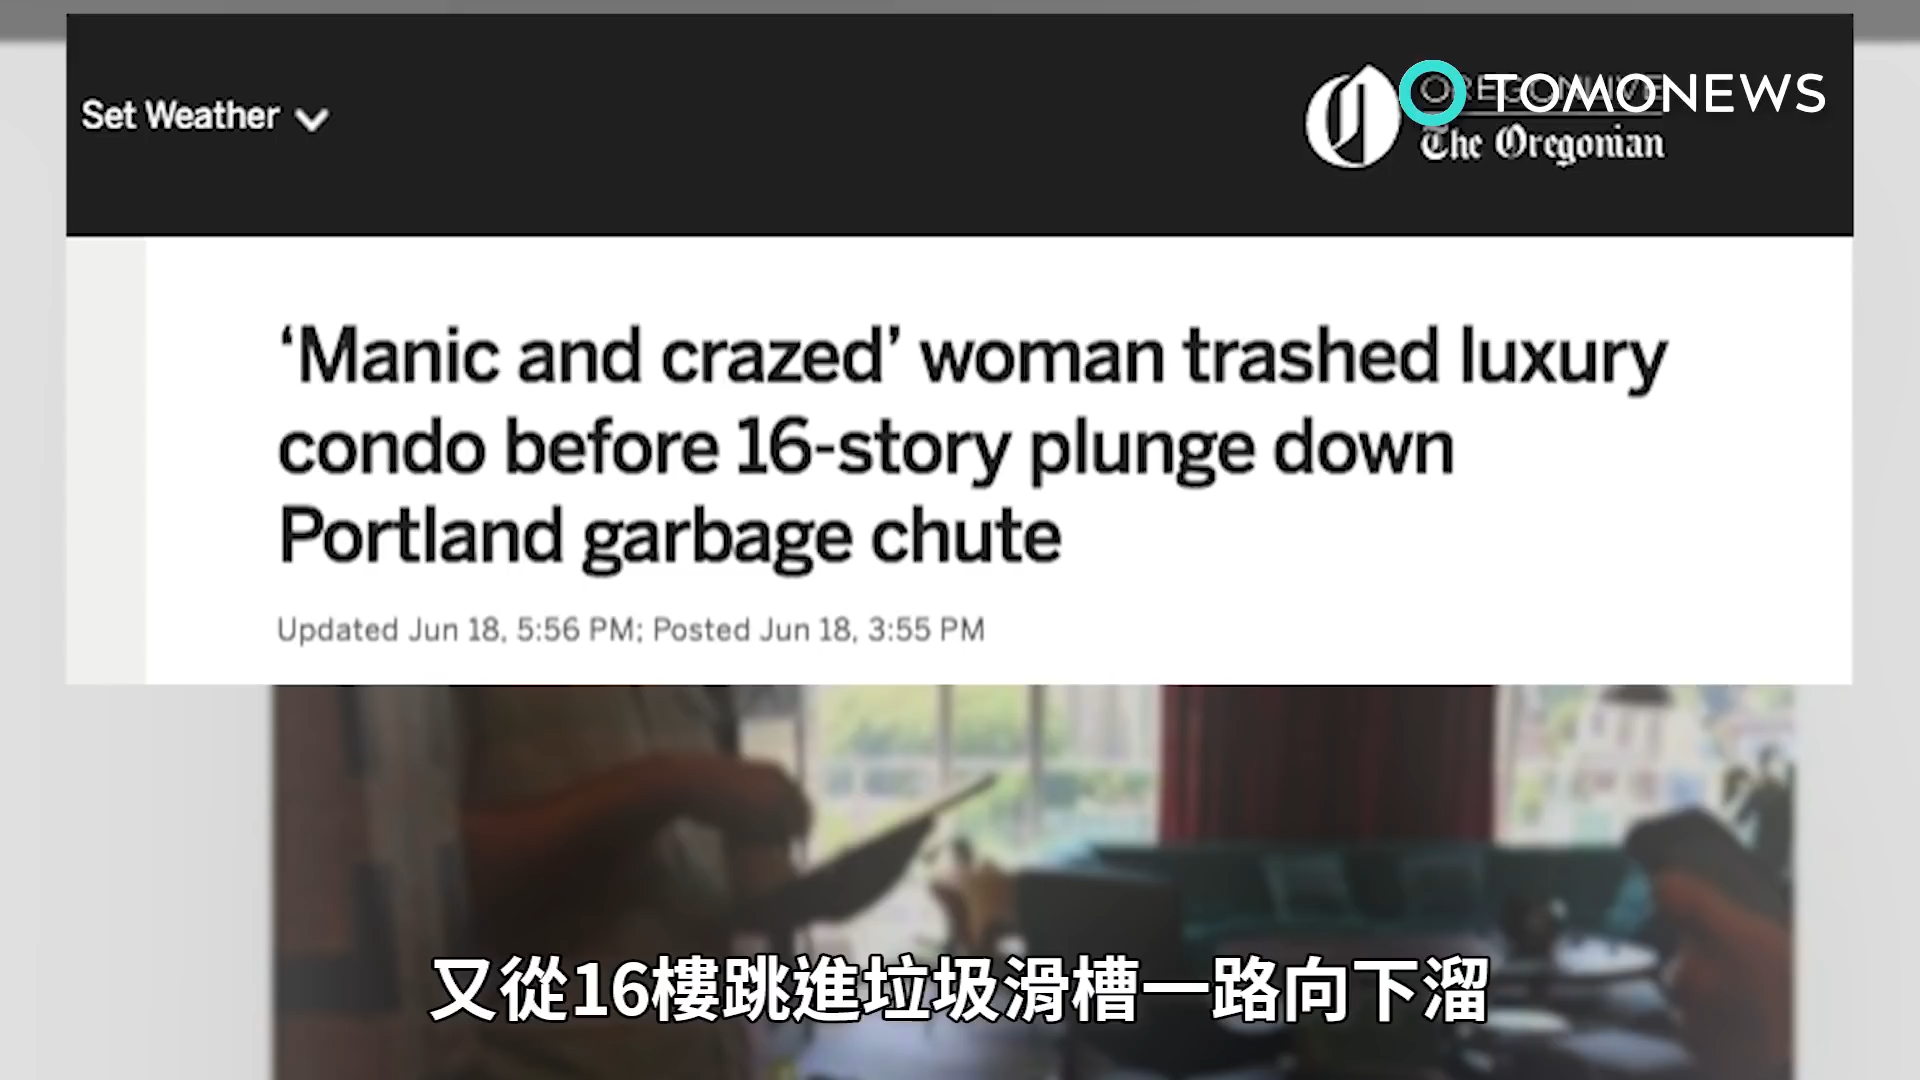 Set Weather
OREGONLIVE
TOMONEWS
The Oregonian
‘Manic and crazed’ woman trashed luxury
condo before 16-story plunge down
Portland garbage chute
Updated Jun 18, 5:56 PM; Posted Jun 18, 3:55 PM
又從16樓跳進垃圾滑槽一路向下溜